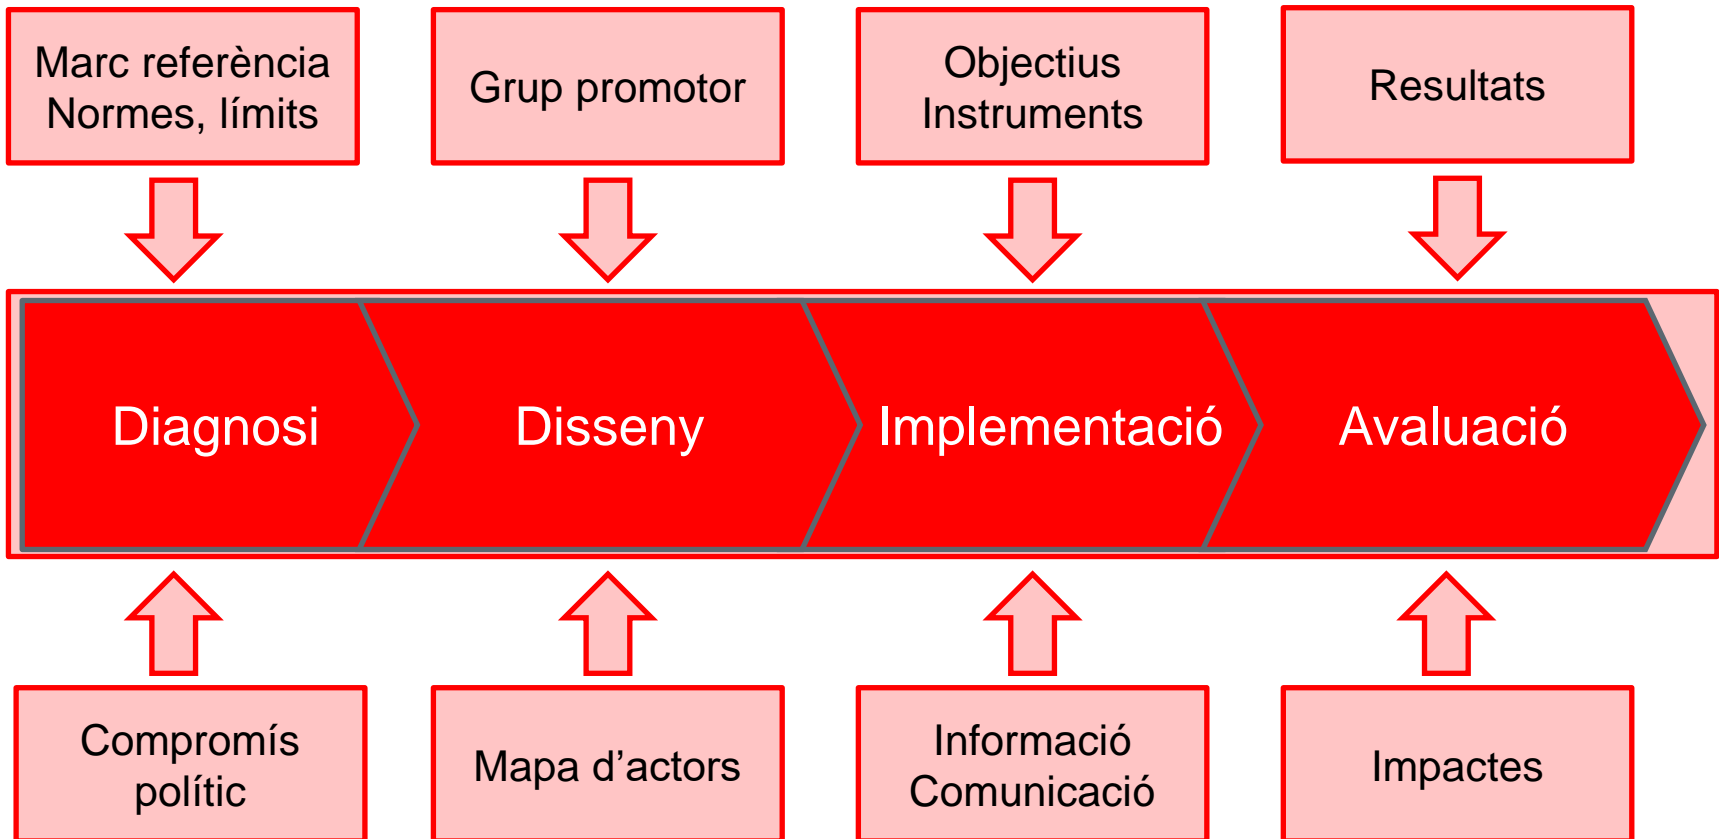 Marc referència
Normes, límits
Grup promotor
Objectius
Instruments
Resultats
Diagnosi
Disseny
Implementació
Avaluació
Compromís
polític
Mapa d’actors
Informació
Comunicació
Impactes